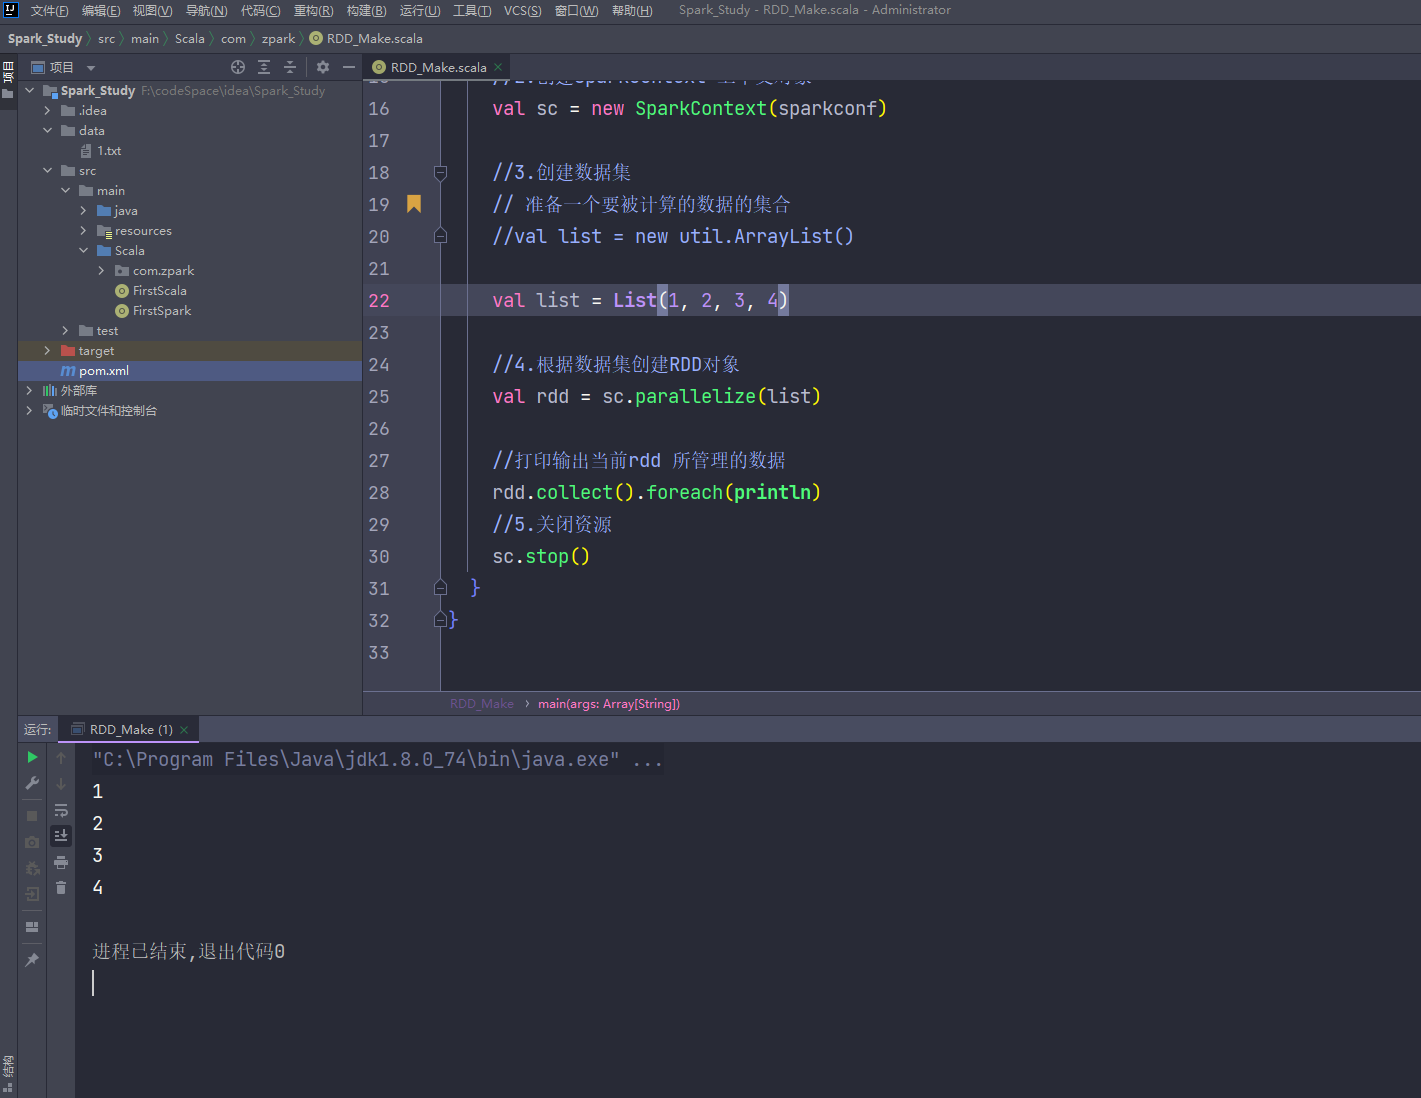 文件(F) 编辑(E) 视图(V) 导航(N) 代码(C) 重构(R) 构建(B) 运行(U) 工具(T) VCS(S) 窗口(W) 帮助(H) Spark_Study - RDD_Make.scala - Administrator
Spark_Study src main Scala com zpark RDD_Make.scala
项目
项目
Spark_Study F:\codeSpace\idea\Spark_Study
.idea
data
1.txt
src
main
java
resources
Scala
com.zpark
FirstScala
FirstSpark
test
target
pom.xml
外部库
临时文件和控制台
RDD_Make.scala
16 val sc = new SparkContext(sparkconf)
17
18 //3.创建数据集
19 // 准备一个要被计算的数据的集合
20 //val list = new util.ArrayList()
21
22 val list = List(1, 2, 3, 4)
23
24 //4.根据数据集创建RDD对象
25 val rdd = sc.parallelize(list)
26
27 //打印输出当前rdd 所管理的数据
28 rdd.collect().foreach(println)
29 //5.关闭资源
30 sc.stop()
31 }
32 }
33
RDD_Make main(args: Array[String])
运行: RDD_Make (1)
"C:\Program Files\Java\jdk1.8.0_74\bin\java.exe" ...
1
2
3
4
进程已结束,退出代码0
结构